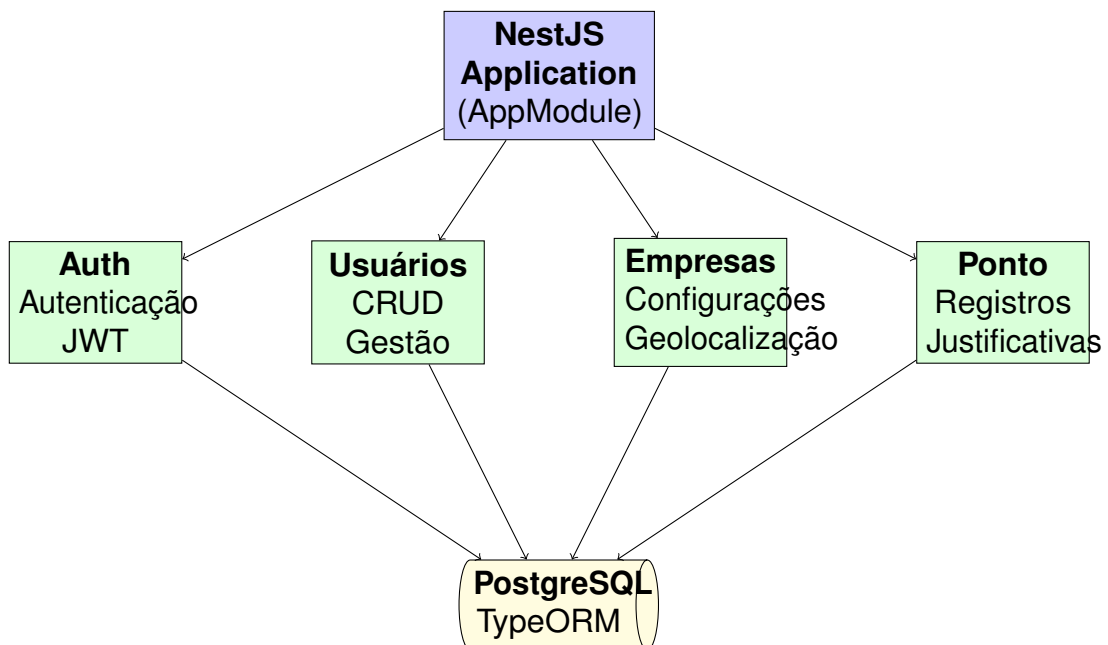 NestJS
Application
(AppModule)
Auth
Autenticação
JWT
Usuários
CRUD
Gestão
Empresas
Configurações
Geolocalização
Ponto
Registros
Justificativas
PostgreSQL
TypeORM